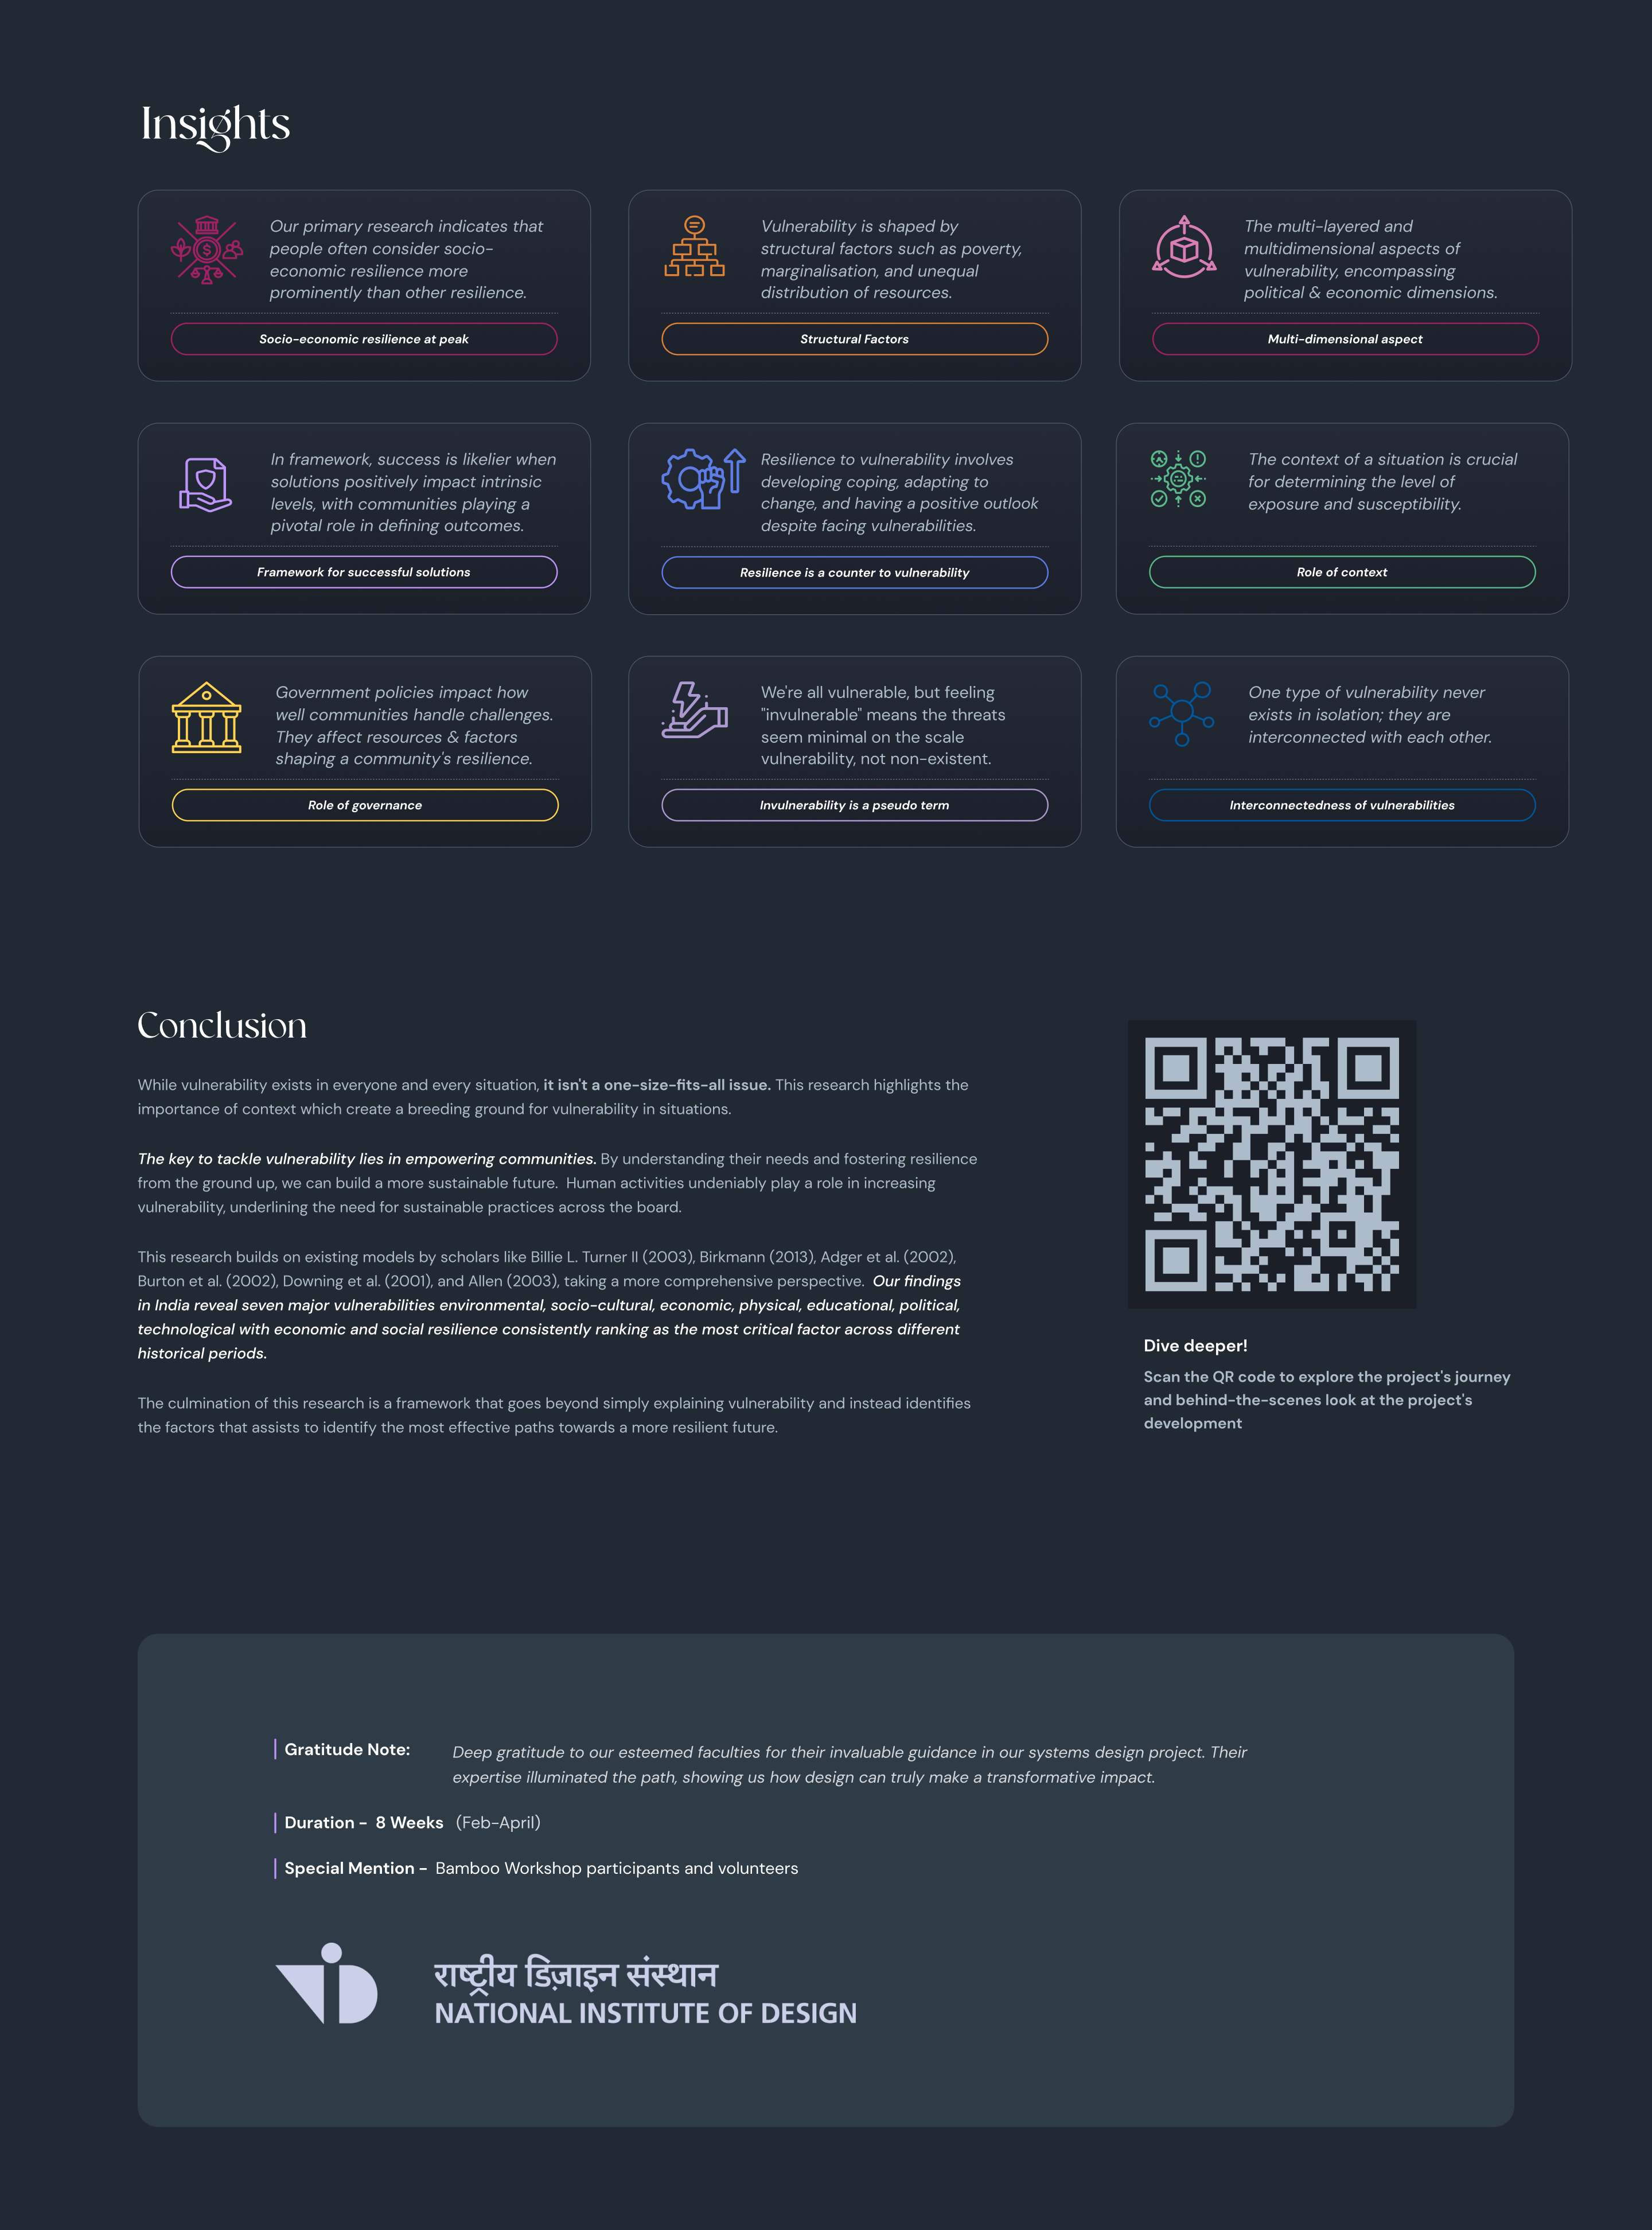 Insights
Our primary research indicates that
people often consider socio-
economic resilience more
prominently than other resilience.
Socio-economic resilience at peak
Vulnerability is shaped by
structural factors such as poverty,
marginalisation, and unequal
distribution of resources.
Structural Factors
The multi-layered and
multidimensional aspects of
vulnerability, encompassing
political & economic dimensions.
Multi-dimensional aspect
In framework, success is likelier when
solutions positively impact intrinsic
levels, with communities playing a
pivotal role in defining outcomes.
Framework for successful solutions
Resilience to vulnerability involves
developing coping, adapting to
change, and having a positive outlook
despite facing vulnerabilities.
Resilience is a counter to vulnerability
The context of a situation is crucial
for determining the level of
exposure and susceptibility.
Role of context
Government policies impact how
well communities handle challenges.
They affect resources & factors
shaping a community's resilience.
Role of governance
We're all vulnerable, but feeling
"invulnerable" means the threats
seem minimal on the scale
vulnerability, not non-existent.
Invulnerability is a pseudo term
One type of vulnerability never
exists in isolation; they are
interconnected with each other.
Interconnectedness of vulnerabilities
Conclusion
While vulnerability exists in everyone and every situation, it isn't a one-size-fits-all issue. This research highlights the
importance of context which create a breeding ground for vulnerability in situations.
The key to tackle vulnerability lies in empowering communities. By understanding their needs and fostering resilience
from the ground up, we can build a more sustainable future. Human activities undeniably play a role in increasing
vulnerability, underlining the need for sustainable practices across the board.
This research builds on existing models by scholars like Billie L. Turner II (2003), Birkmann (2013), Adger et al. (2002),
Burton et al. (2002), Downing et al. (2001), and Allen (2003), taking a more comprehensive perspective. Our findings
in India reveal seven major vulnerabilities environmental, socio-cultural, economic, physical, educational, political,
technological with economic and social resilience consistently ranking as the most critical factor across different
historical periods.
The culmination of this research is a framework that goes beyond simply explaining vulnerability and instead identifies
the factors that assists to identify the most effective paths towards a more resilient future.
Dive deeper!
Scan the QR code to explore the project's journey
and behind-the-scenes look at the project's
development
Gratitude Note:
Deep gratitude to our esteemed faculties for their invaluable guidance in our systems design project. Their
expertise illuminated the path, showing us how design can truly make a transformative impact.
Duration - 8 Weeks (Feb-April)
Special Mention - Bamboo Workshop participants and volunteers
राष्ट्रीय डिज़ाइन संस्थान
NATIONAL INSTITUTE OF DESIGN